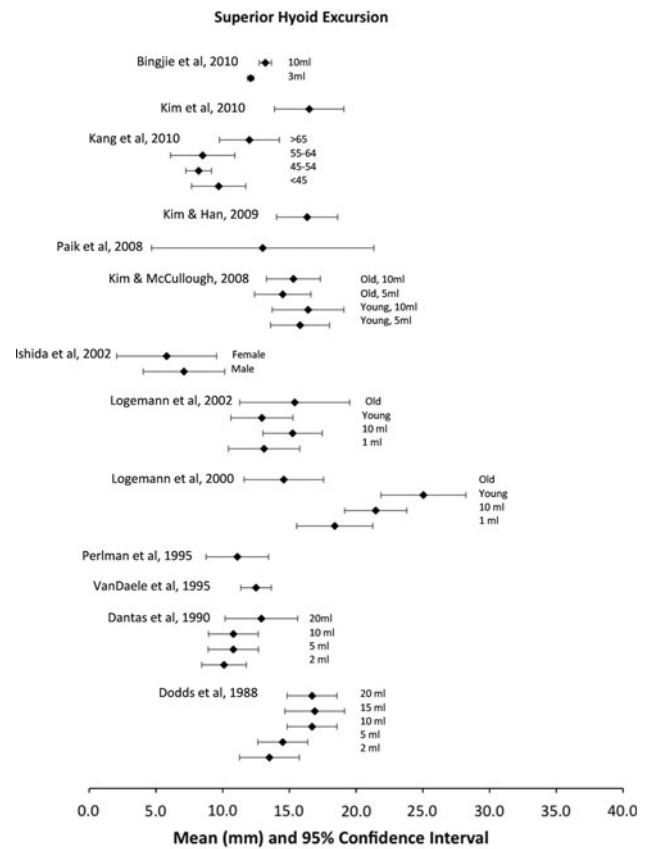 Superior Hyoid Excursion
Bingjie et al, 2010 10ml
3ml
Kim et al, 2010
Kang et al, 2010 >65
55-64
45-54
<45
Kim & Han, 2009
Paik et al, 2008
Kim & McCullough, 2008 Old, 10ml
Old, 5ml
Young, 10ml
Young, 5ml
Ishida et al, 2002 Female
Male
Logemann et al, 2002 Old
Young
10 ml
1 ml
Logemann et al, 2000 Old
Young
10 ml
1 ml
Perlman et al, 1995
VanDaele et al, 1995
Dantas et al, 1990 20ml
10 ml
5 ml
2 ml
Dodds et al, 1988 20 ml
15 ml
10 ml
5 ml
2 ml
0.0 5.0 10.0 15.0 20.0 25.0 30.0 35.0 40.0
Mean (mm) and 95% Confidence Interval